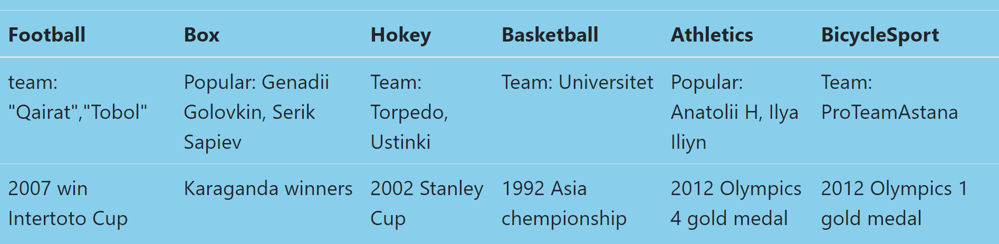 Football Box Hokey Basketball Athletics BicycleSport
team: Popular: Genadii Team: Team: Universitet Popular: Team:
"Qairat","Tobol" Golovkin, Serik Torpedo, Anatolii H, Ilya ProTeamAstana
Sapiev Ustinki Iliyn
2007 win Karaganda winners 2002 Stanley 1992 Asia 2012 Olympics 2012 Olympics 1
Intertoto Cup Cup chempionship 4 gold medal gold medal